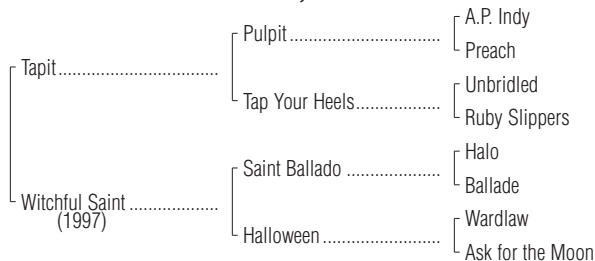 A.P. Indy
Pulpit
Preach
Tapit
Unbridled
Tap Your Heels
Ruby Slippers
Halo
Saint Ballado
Ballade
Witchful Saint
(1997)
Wardlaw
Halloween
Ask for the Moon